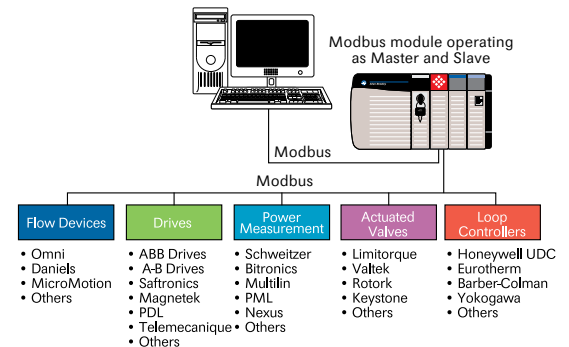 Modbus module operating
as Master and Slave
Modbus
Modbus
Flow Devices
• Omni
• Daniels
• MicroMotion
• Others
Drives
• ABB Drives
• A-B Drives
• Saftronics
• Magnetek
• PDL
• Telemecanique
• Others
Power
Measurement
• Schweitzer
• Bitronics
• Multilin
• PML
• Nexus
• Others
Actuated
Valves
• Limitorque
• Valtek
• Rotork
• Keystone
• Others
Loop
Controllers
• Honeywell UDC
• Eurotherm
• Barber-Colman
• Yokogawa
• Others